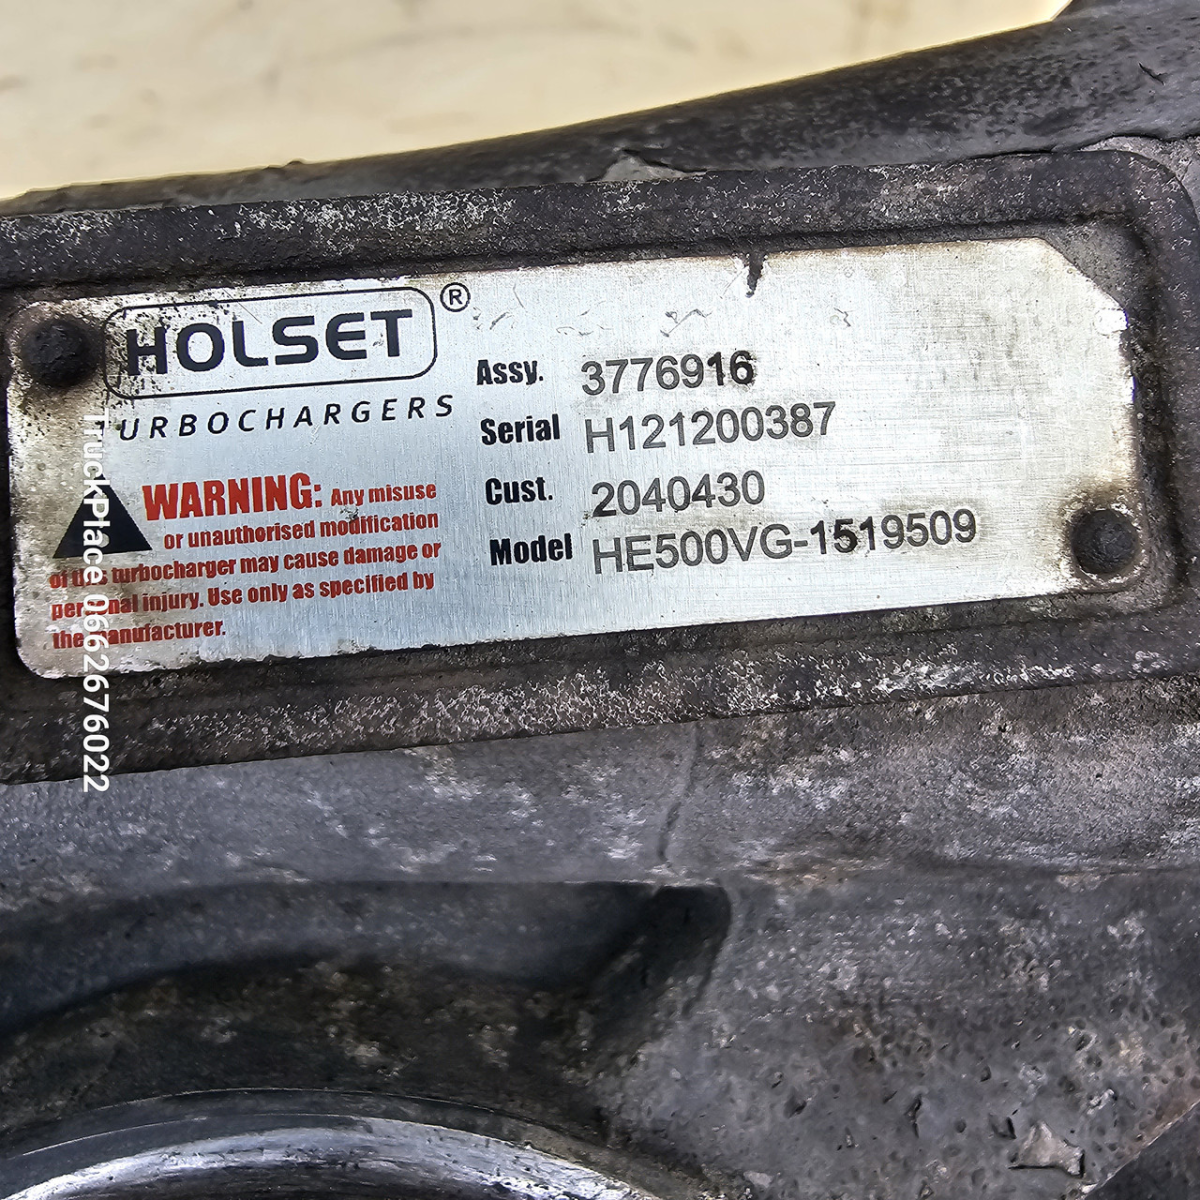 HOLSET ®
TURBOCHARGERS
WARNING: Any misuse
or unauthorised modification
of this turbocharger may cause damage or
personal injury. Use only as specified by
the manufacturer.
Assy. 3776916
Serial H121200387
Cust. 2040430
Model HE500VG-1519509
TruckPlace 0662676022